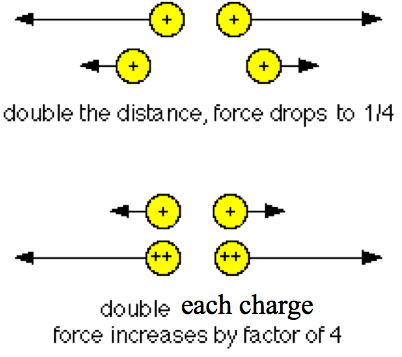 + +
+ +
double the distance, force drops to 1/4
+ +
++ ++
double each charge
force increases by factor of 4